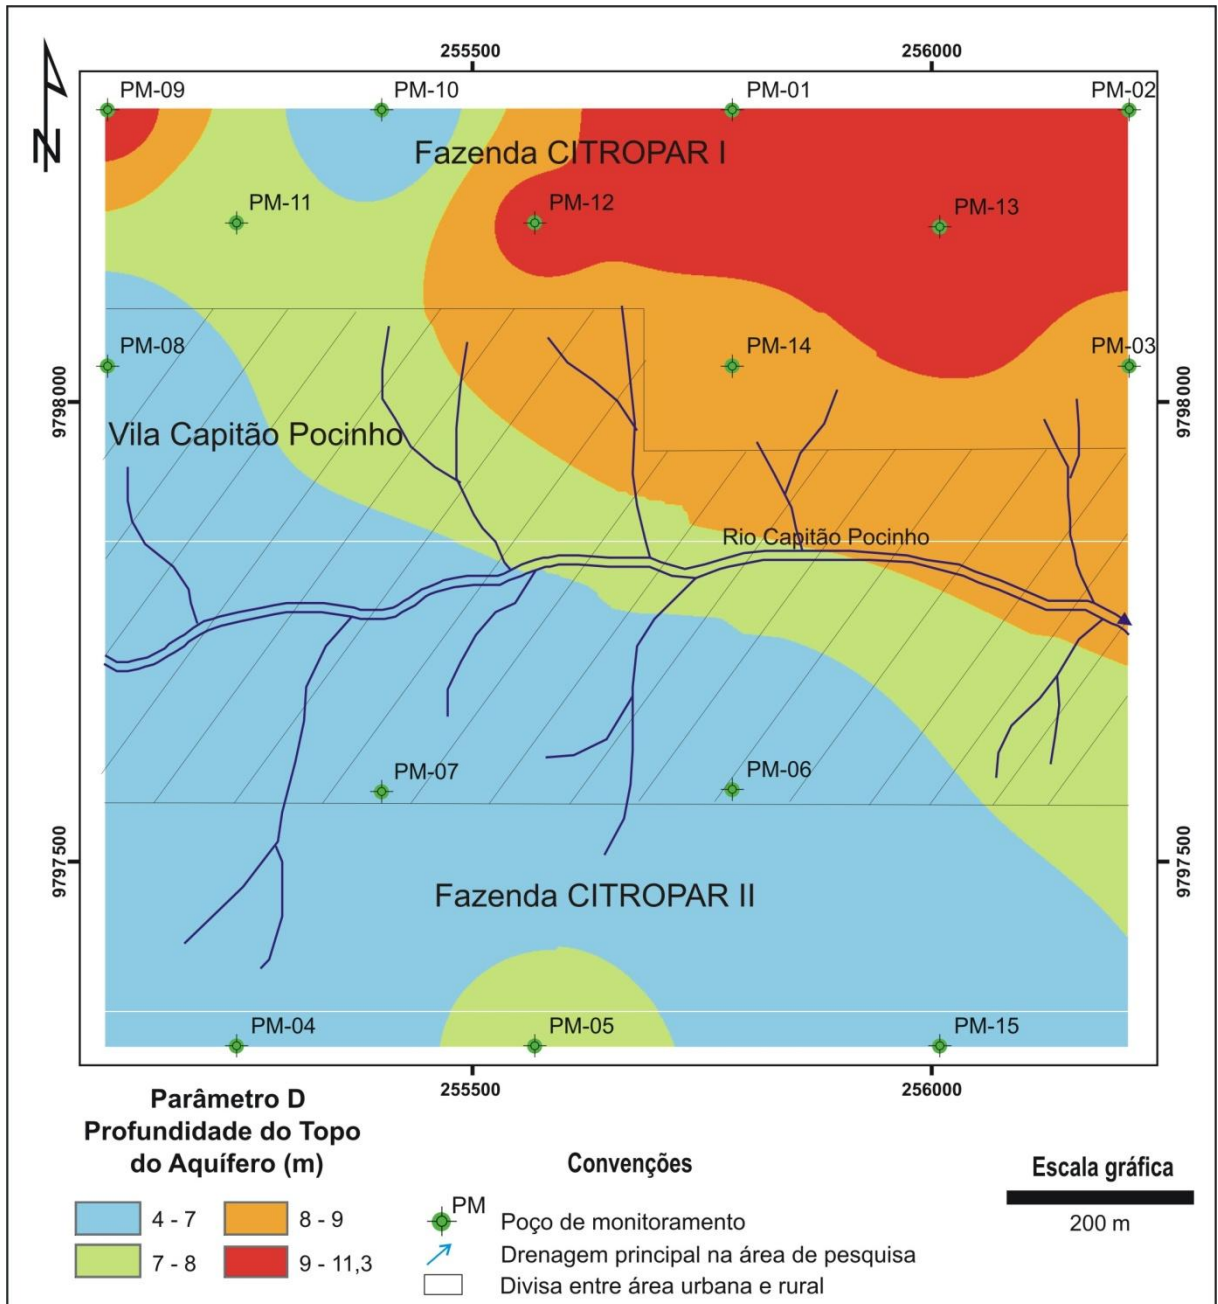 255500
256000
PM-09
PM-10
PM-01
PM-02
Fazenda CITROPAR I
PM-11
PM-12
PM-13
PM-08
PM-14
PM-03
9798000
9798000
Vila Capitão Pocinho
Rio Capitão Pocinho
PM-07
PM-06
9797500
9797500
Fazenda CITROPAR II
PM-04
PM-05
PM-15
255500
256000
N
Parâmetro D
Profundidade do Topo
do Aquífero (m)
4 - 7
8 - 9
7 - 8
9 - 11,3
Convenções
PM
Poço de monitoramento
Drenagem principal na área de pesquisa
Divisa entre área urbana e rural
Escala gráfica
200 m